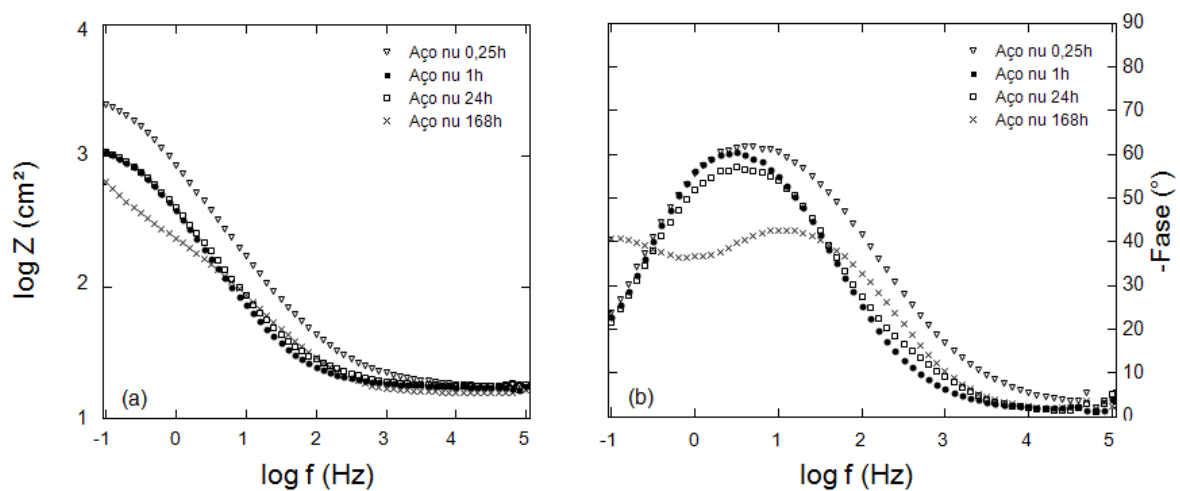 4
3
2
1
log Z (cm²)
Aço nu 0,25h
Aço nu 1h
Aço nu 24h
Aço nu 168h
(a)
-1 0 1 2 3 4 5
log f (Hz)
90
80
70
60
50
40
30
20
10
0
-Fase (°)
Aço nu 0,25h
Aço nu 1h
Aço nu 24h
Aço nu 168h
(b)
-1 0 1 2 3 4 5
log f (Hz)